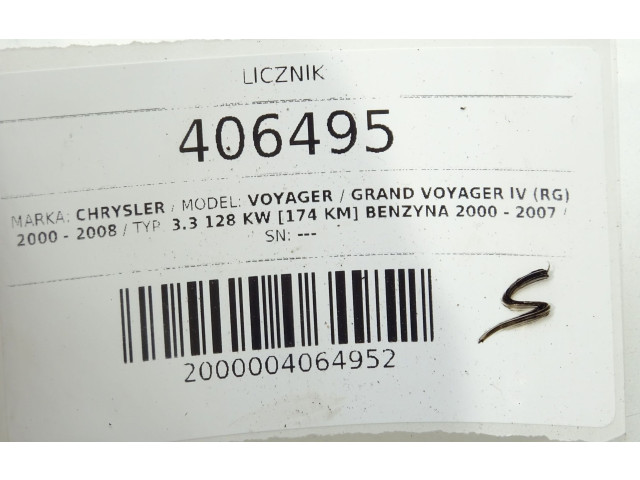 LICZNIK
406495
MARKA: CHRYSLER / MODEL: VOYAGER / GRAND VOYAGER IV (RG)
2000 - 2008 / TYP 3.3 128 KW [174 KM] BENZYNA 2000 - 2007 /
SN: ---
2000004064952
S